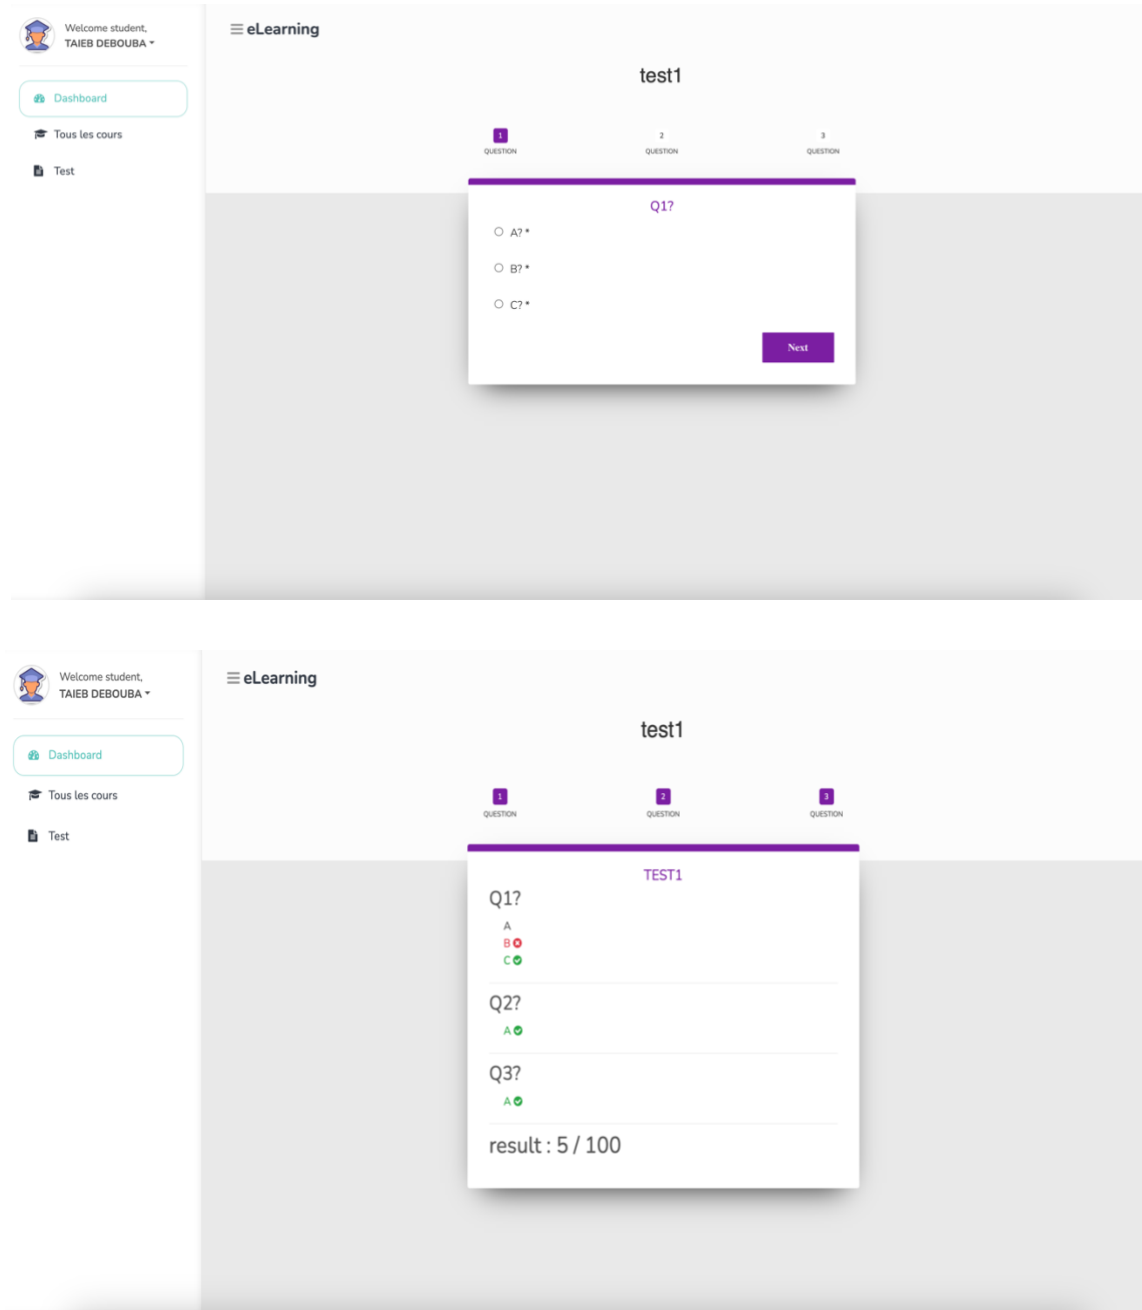 Welcome student,
TAIEB DEBOUBA
eLearning
test1
Dashboard
Tous les cours
Test
1
QUESTION
2
QUESTION
3
QUESTION
Q1?
A? *
B? *
C? *
Next
Welcome student,
TAIEB DEBOUBA
eLearning
test1
Dashboard
Tous les cours
Test
1
QUESTION
2
QUESTION
3
QUESTION
TEST1
Q1?
A
B
C
Q2?
A
Q3?
A
result : 5 / 100